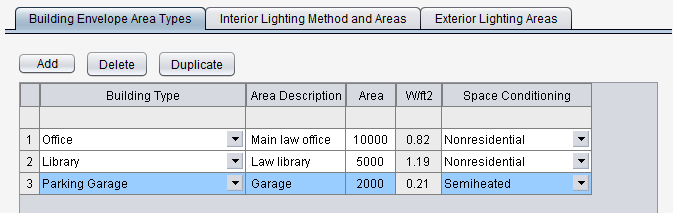 Building Envelope Area Types Interior Lighting Method and Areas Exterior Lighting Areas
Add Delete Duplicate
Building Type Area Description Area W/ft2 Space Conditioning
1 Office Main law office 10000 0.82 Nonresidential
2 Library Law library 5000 1.19 Nonresidential
3 Parking Garage Garage 2000 0.21 Semiheated